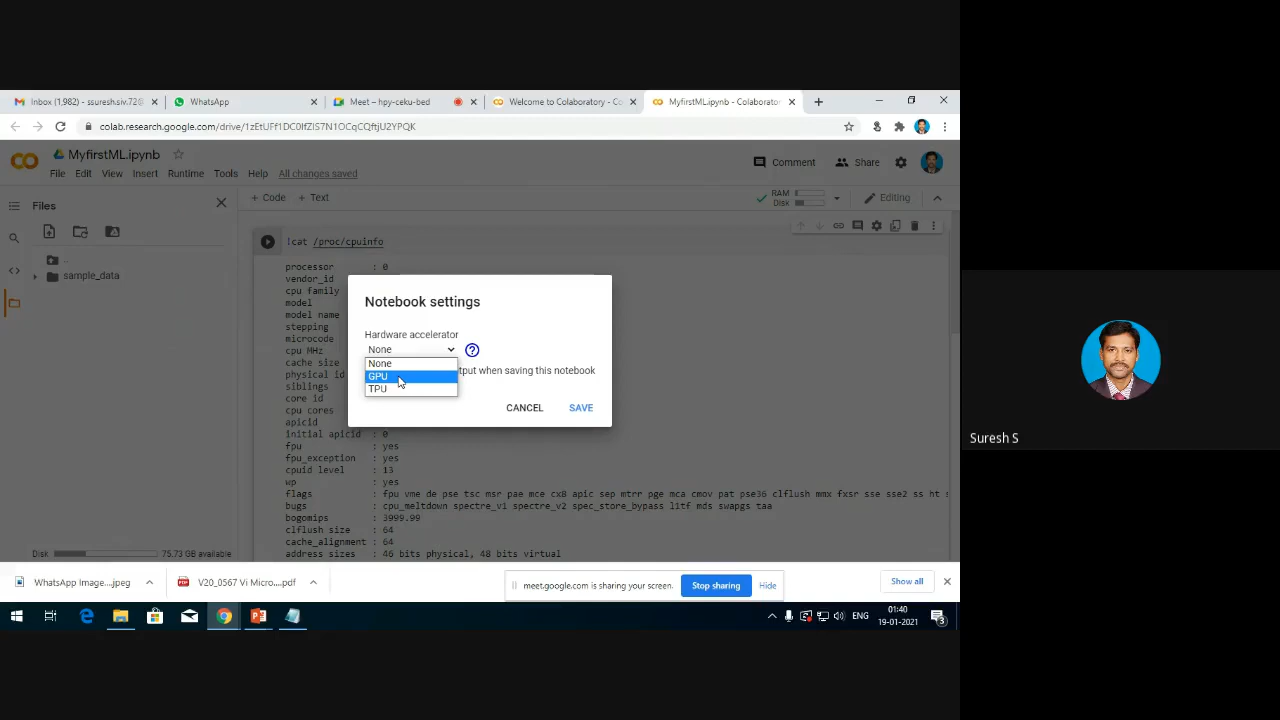 Inbox (1,982) - ssuresh.siv.72@
WhatsApp
Meet – hpy-ceku-bed
Welcome to Colaboratory - Co
MyfirstML.ipynb - Colaborato
colab.research.google.com/drive/1zEtUFf1DC0IfZIS7N1OCqCQftjU2YPQK
MyfirstML.ipynb
Comment
Share
File Edit View Insert Runtime Tools Help All changes saved
Files
+ Code + Text
RAM
Disk
Editing
..
sample_data
!cat /proc/cpuinfo
processor : 0
vendor_id
cpu family
model
model name
stepping
microcode
cpu MHz
cache size
physical id
siblings
core id
cpu cores
apicid
initial apicid : 0
fpu : yes
fpu_exception : yes
cpuid level : 13
wp : yes
flags : fpu vme de pse tsc msr pae mce cx8 apic sep mtrr pge mca cmov pat pse36 clflush mmx fxsr sse sse2 ss ht s
bugs : cpu_meltdown spectre_v1 spectre_v2 spec_store_bypass l1tf mds swapgs taa
bogomips : 3999.99
clflush size : 64
cache_alignment : 64
address sizes : 46 bits physical, 48 bits virtual
Notebook settings
Hardware accelerator
None
?
None
GPU
TPU
tput when saving this notebook
CANCEL SAVE
Disk
75.73 GB available
WhatsApp Image....jpeg
V20_0567 Vi Micro....pdf
meet.google.com is sharing your screen.
Stop sharing
Hide
Show all
ENG
01:40
19-01-2021
3
Suresh S